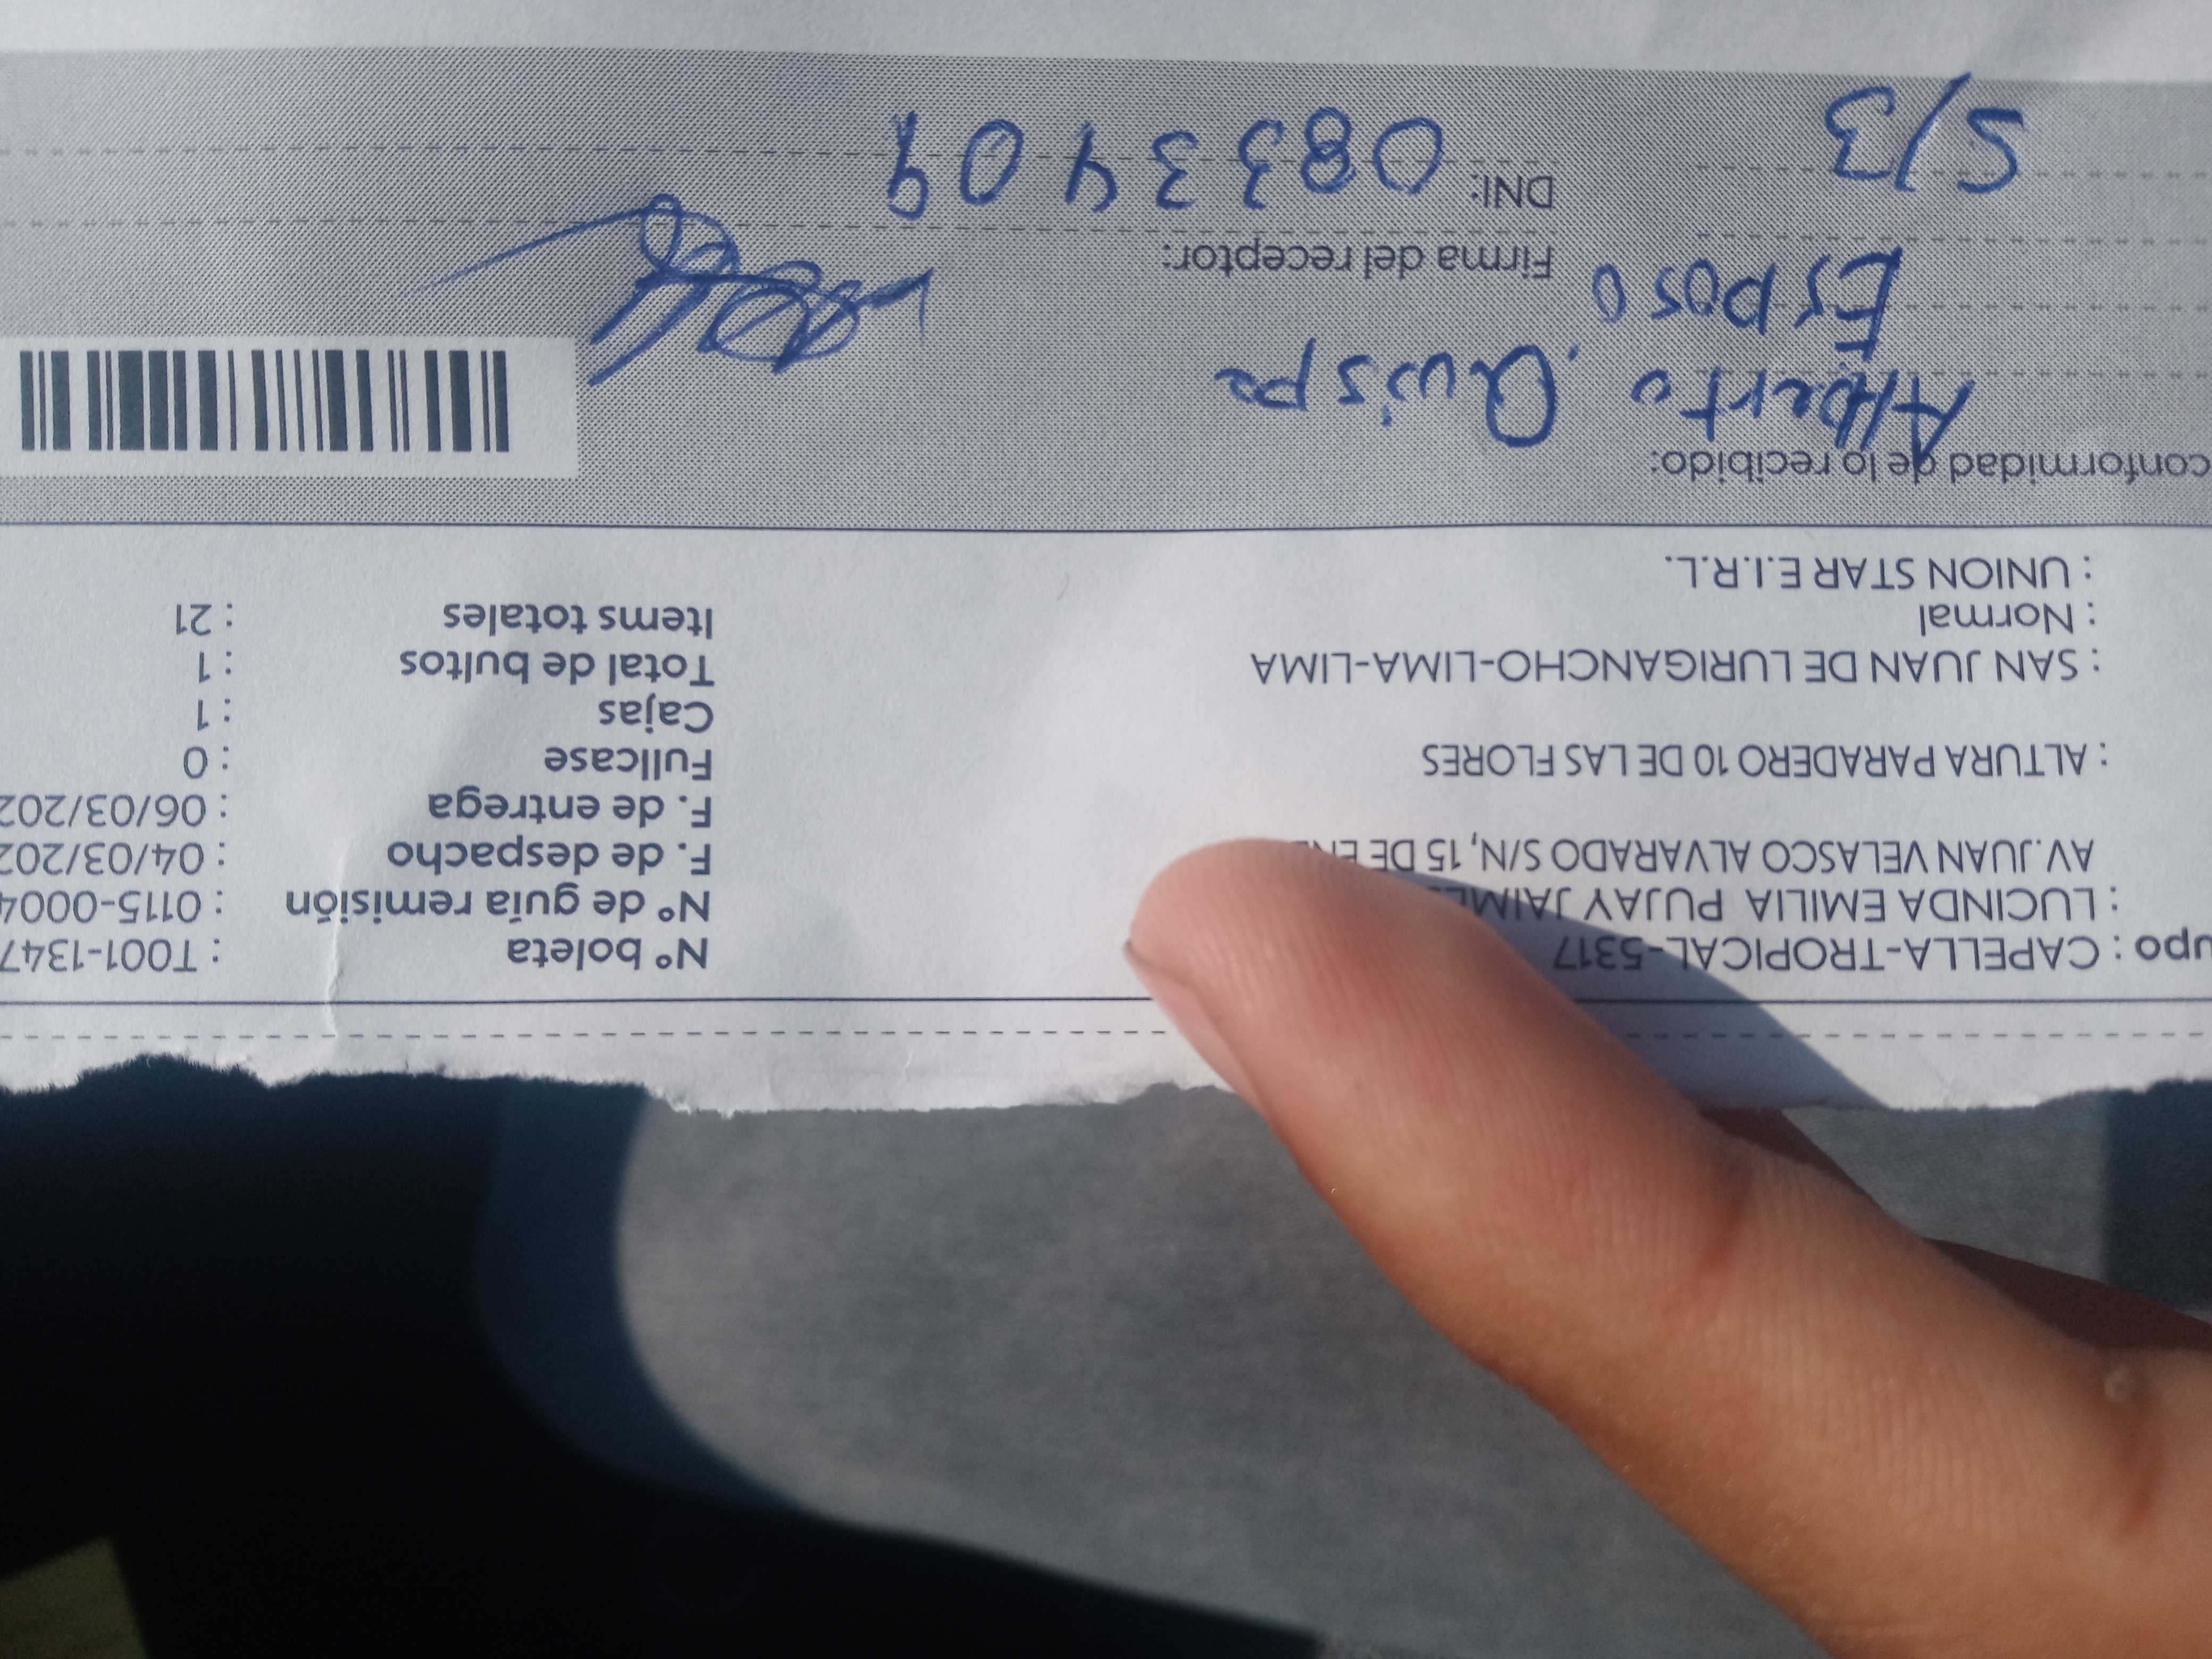 upo : CAPELLA-TROPICAL-5317
: LUCINDA EMILIA PUJAY JAIME
AV. JUAN VELASCO ALVARADO S/N, 15 DE ENE
: ALTURA PARADERO 10 DE LAS FLORES
: SAN JUAN DE LURIGANCHO-LIMA-LIMA
: Normal
: UNION STAR E.I.R.L.
N° boleta : T001-1347
N° de guía remisión : 0115-0004
F. de despacho : 04/03/202
F. de entrega : 06/03/202
Fullcase : 0
Cajas : 1
Total de bultos : 1
Items totales : 21
conformidad de lo recibido:
Alberto Quispe
Esposo
Firma del receptor:
DNI: 0833409
S/3